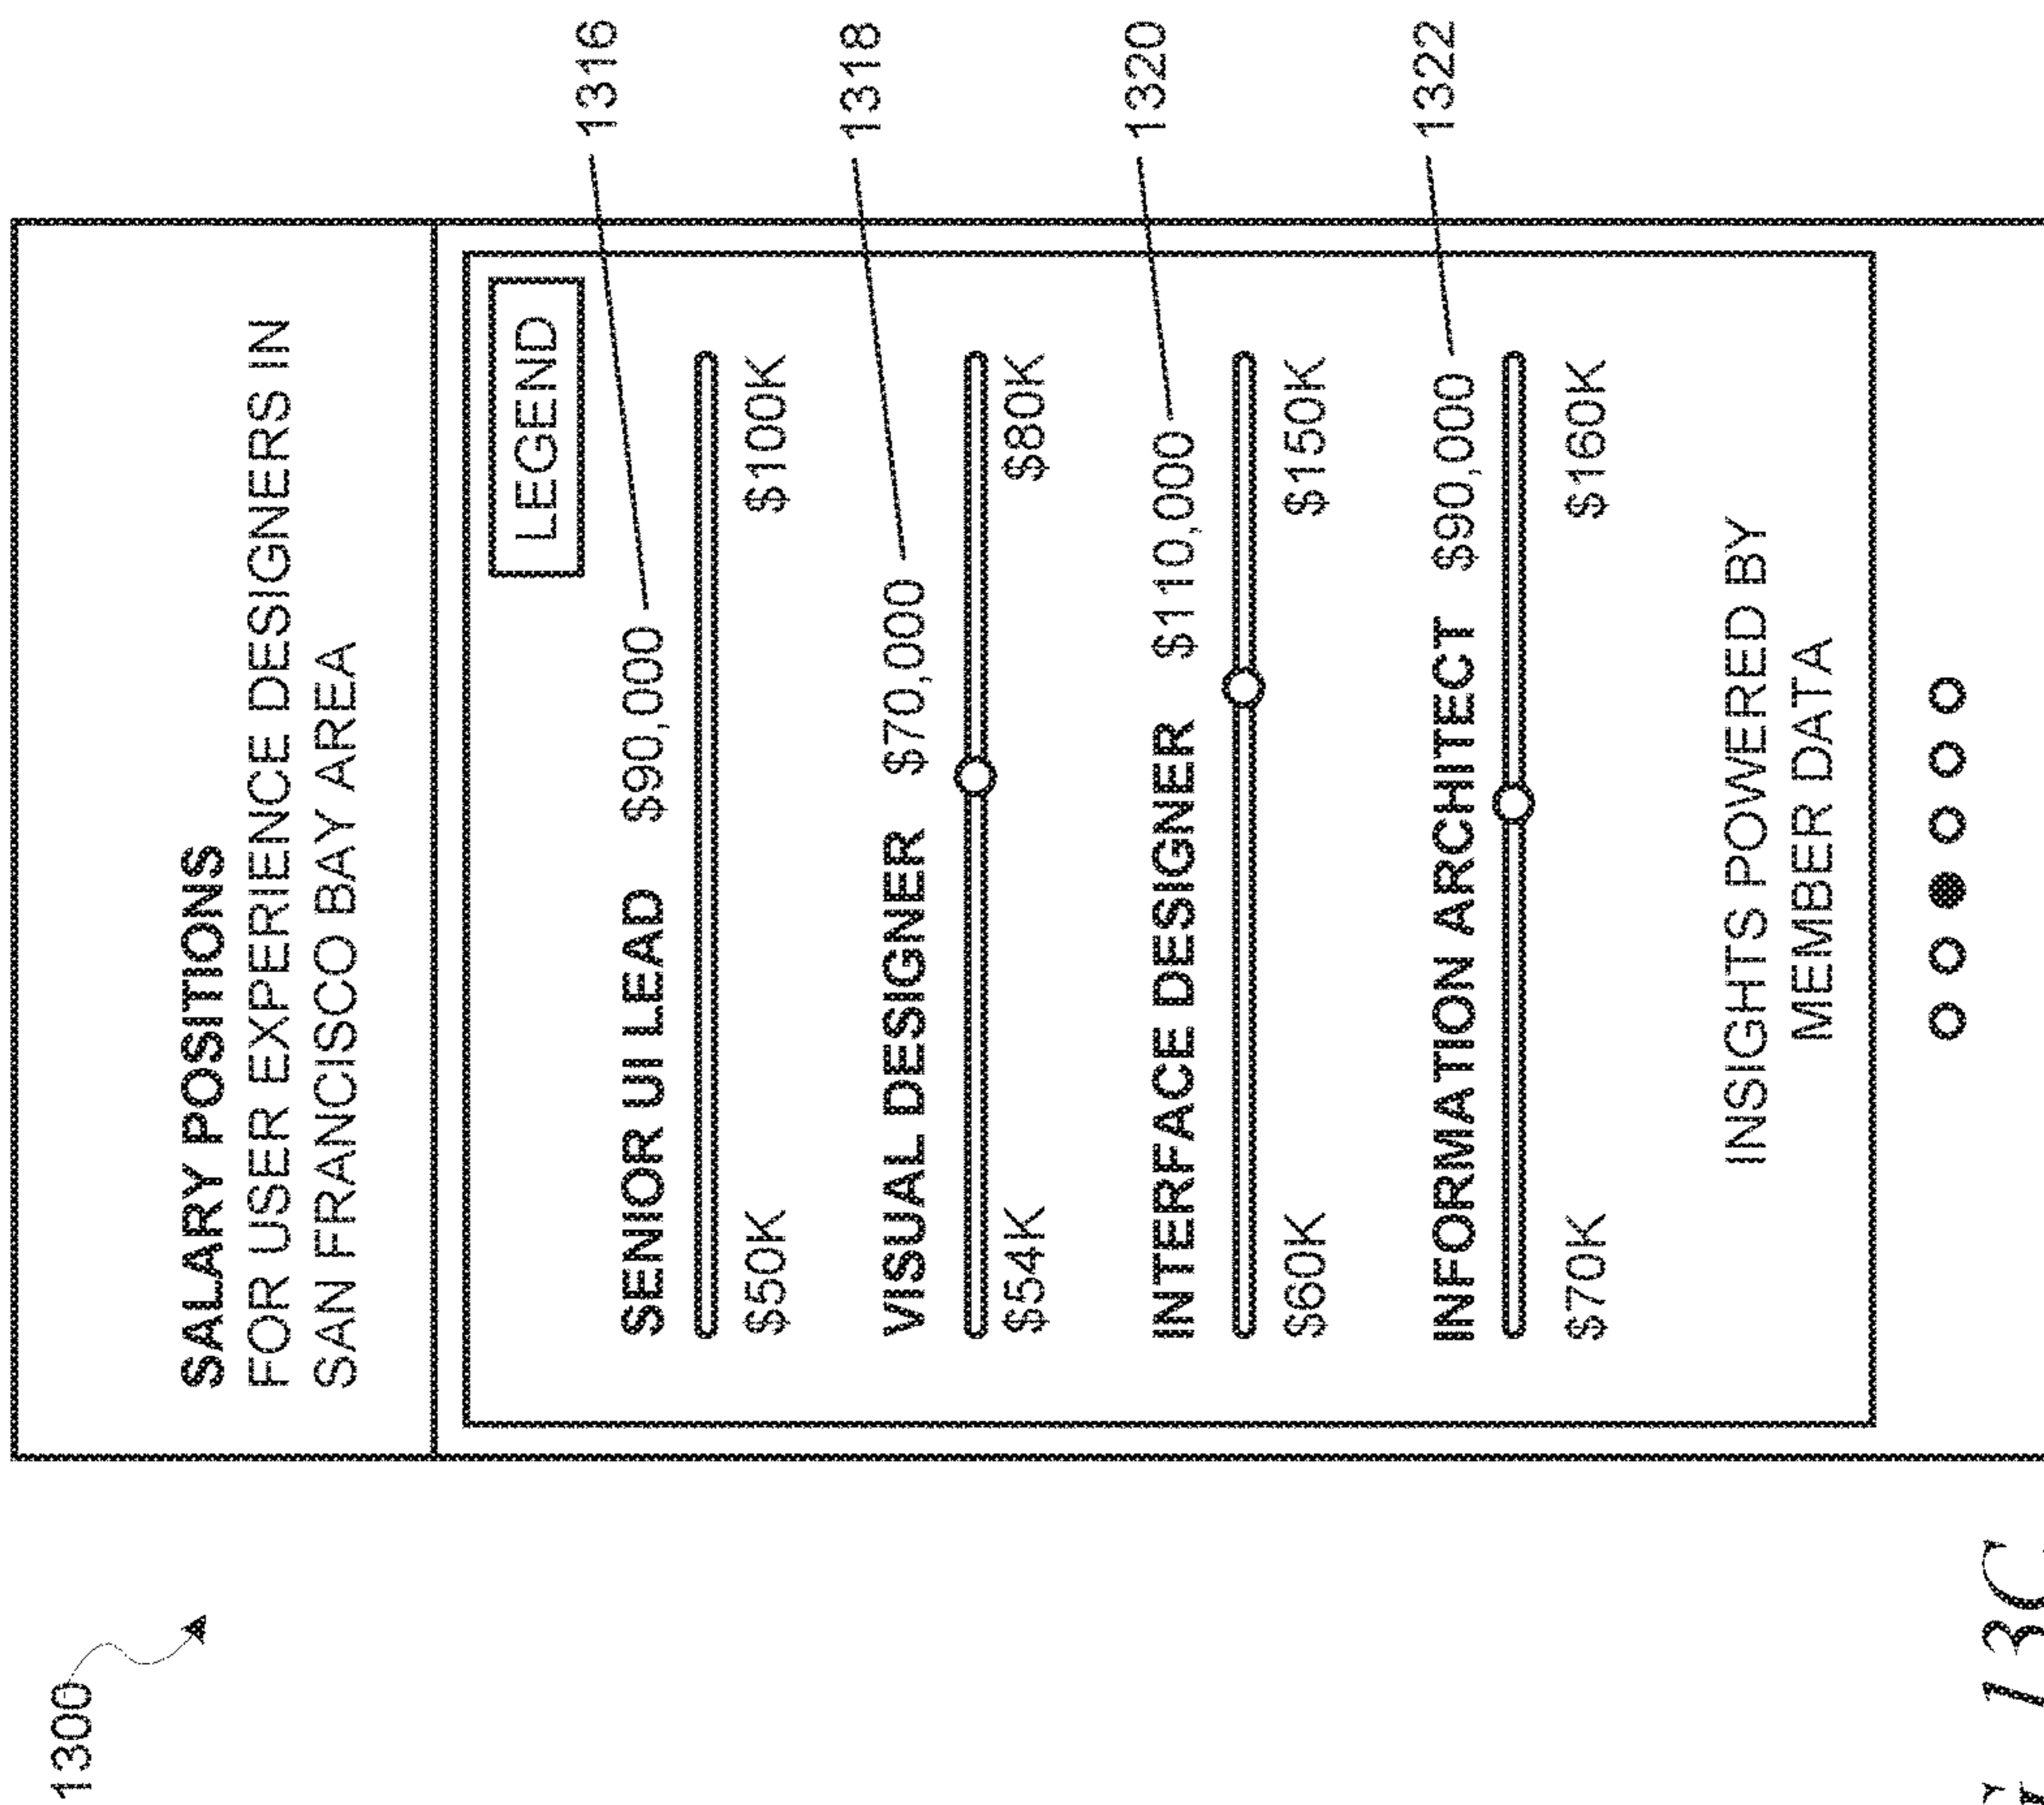 1300
SALARY POSITIONS
FOR USER EXPERIENCE DESIGNERS IN
SAN FRANCISCO BAY AREA
LEGEND
SENIOR UI LEAD $90,000 1316
$50K $100K
VISUAL DESIGNER $70,000 1318
$54K $80K
INTERFACE DESIGNER $110,000 1320
$60K $150K
INFORMATION ARCHITECT $90,000 1322
$70K $160K
INSIGHTS POWERED BY
MEMBER DATA
13C